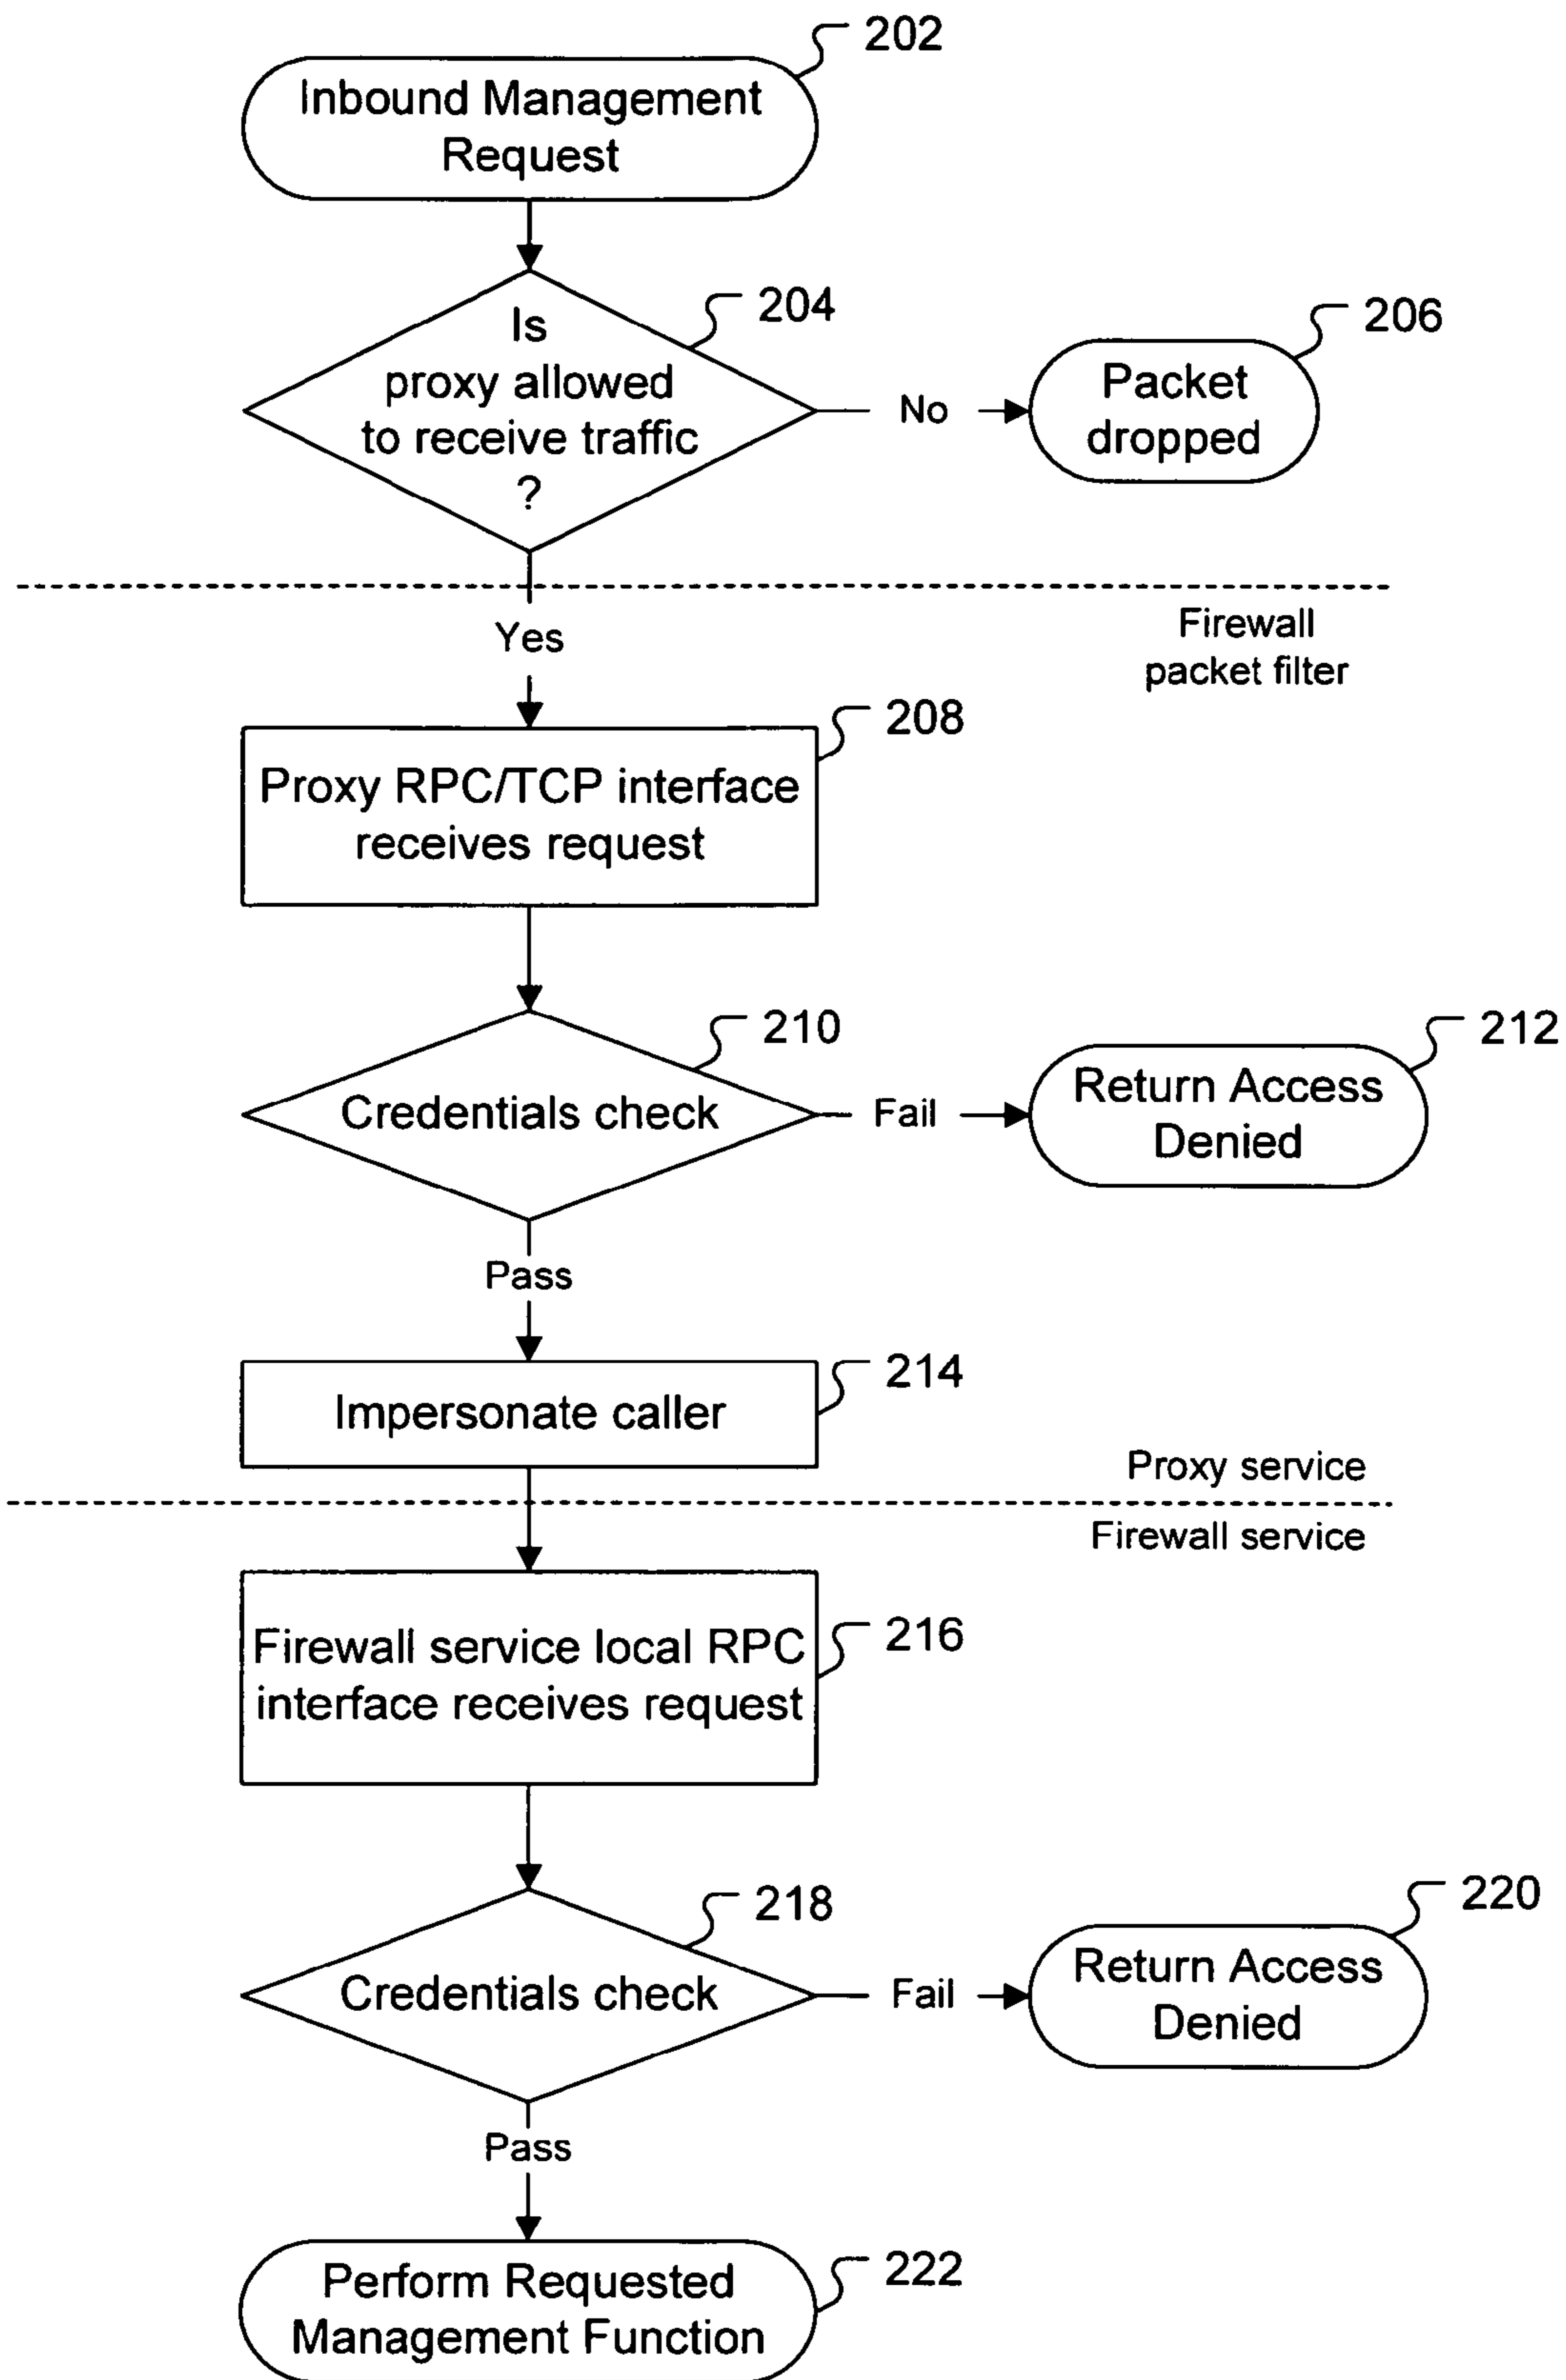 202
Inbound Management
Request
204
Is
proxy allowed
to receive traffic
?
No
206
Packet
dropped
Firewall
packet filter
Yes
208
Proxy RPC/TCP interface
receives request
210
Credentials check
Fail
212
Return Access
Denied
Pass
214
Impersonate caller
Proxy service
Firewall service
216
Firewall service local RPC
interface receives request
218
Credentials check
Fail
220
Return Access
Denied
Pass
222
Perform Requested
Management Function